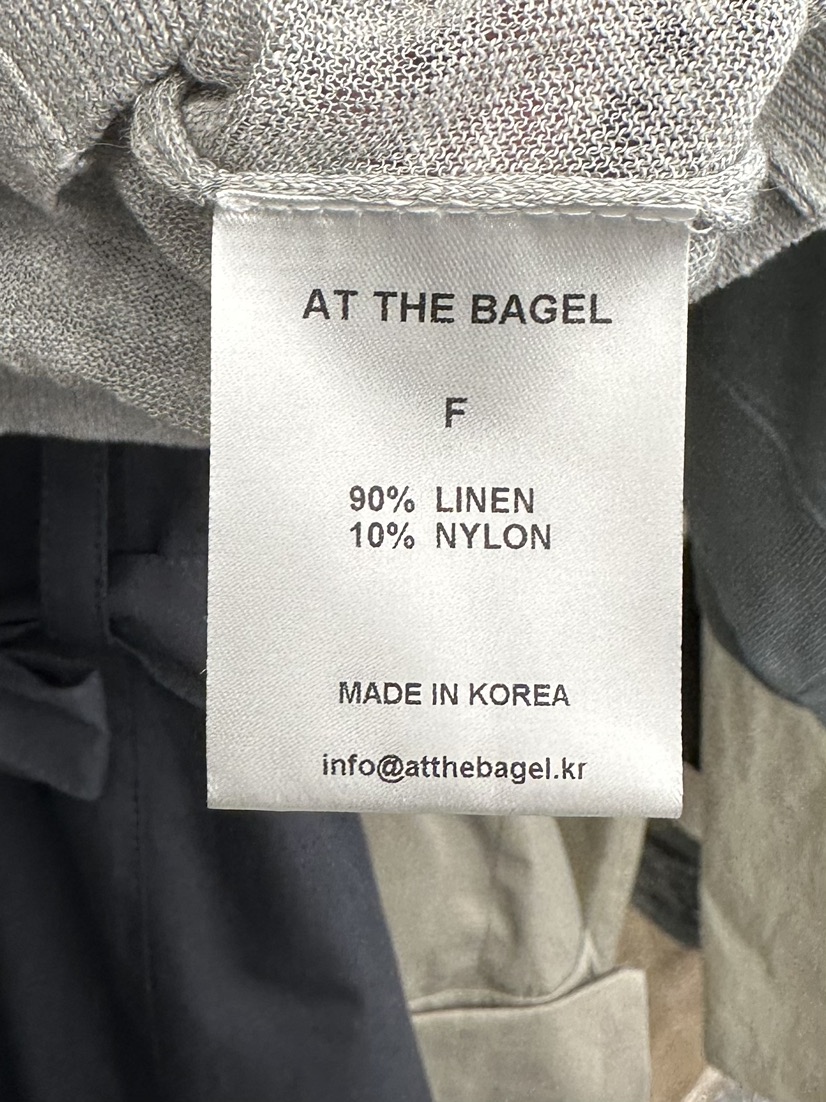 AT THE BAGEL
F
90% LINEN
10% NYLON
MADE IN KOREA
info@atthebagel.kr